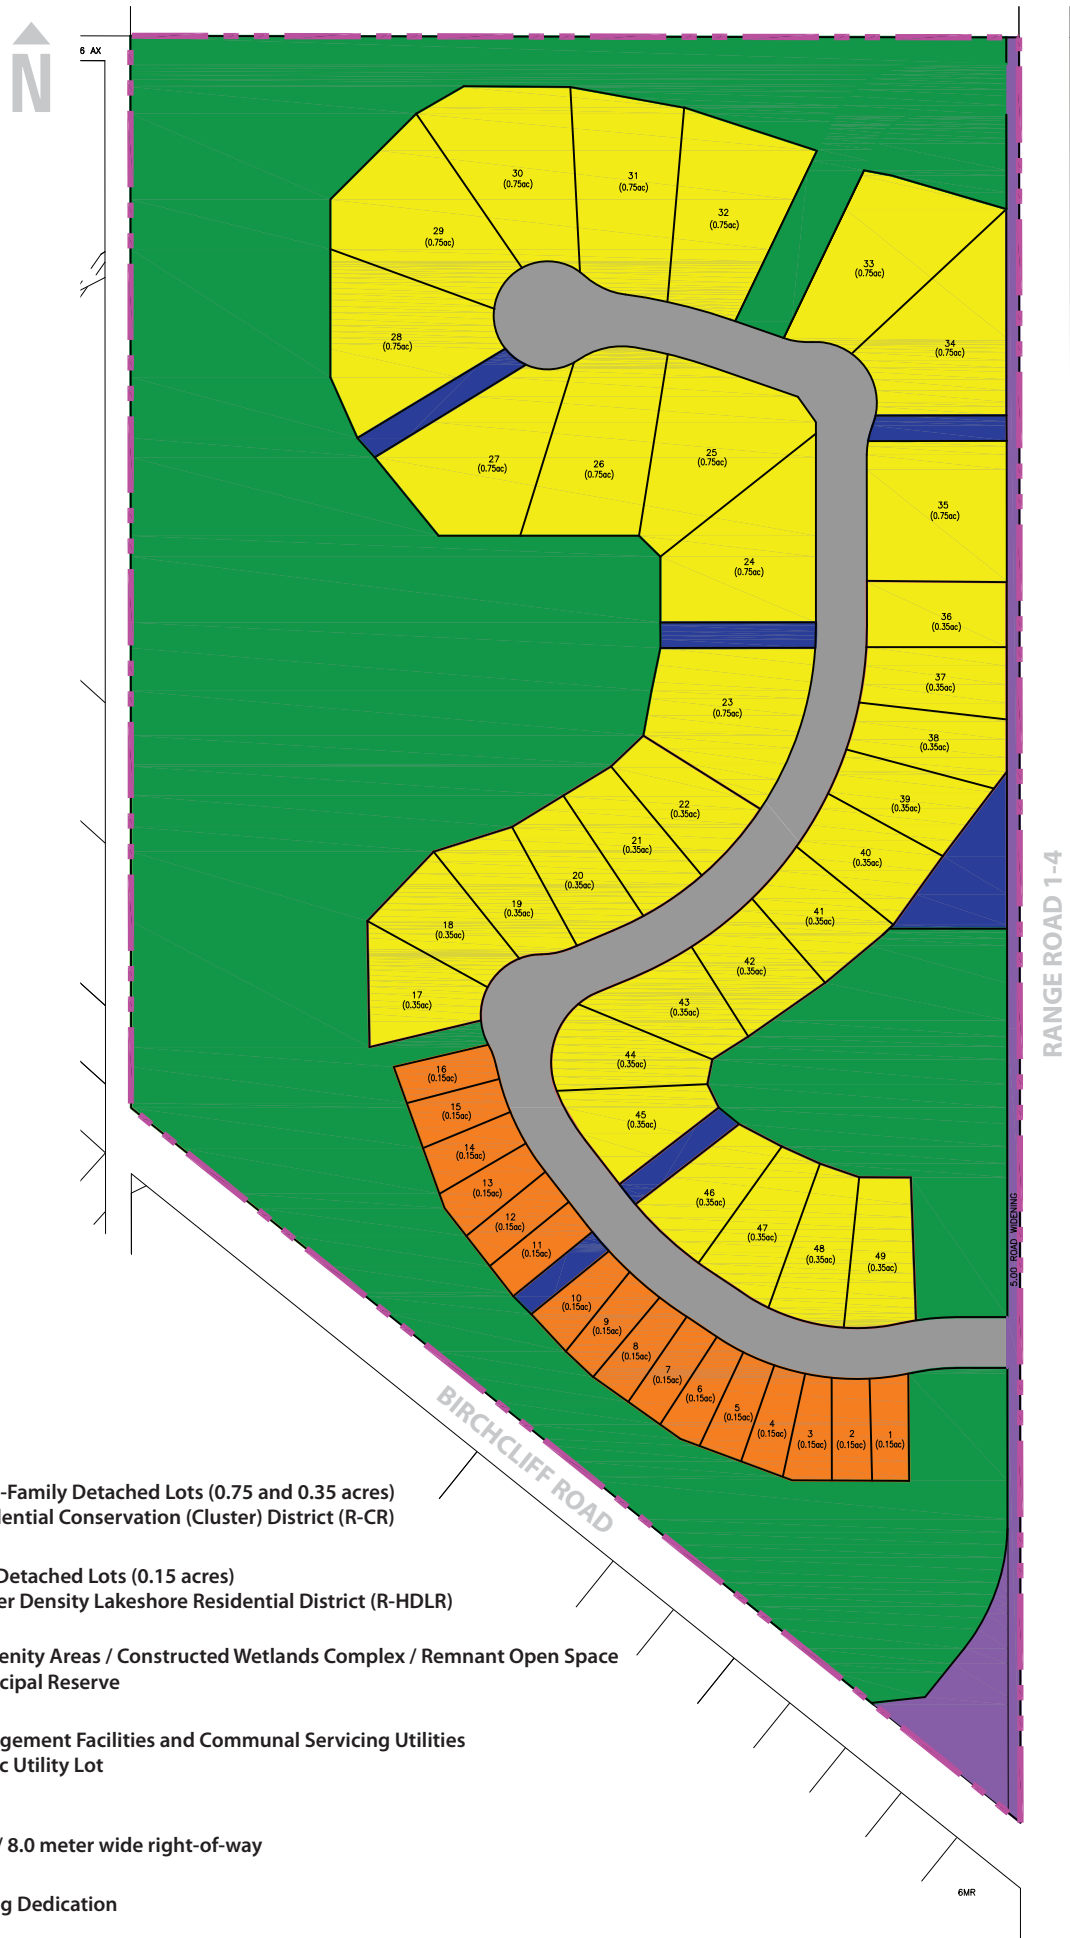 N
6 AX
30
(0.75ac)
31
(0.75ac)
32
(0.75ac)
29
(0.75ac)
33
(0.75ac)
28
(0.75ac)
34
(0.75ac)
27
(0.75ac)
26
(0.75ac)
25
(0.75ac)
35
(0.75ac)
24
(0.75ac)
36
(0.35ac)
37
(0.35ac)
23
(0.75ac)
38
(0.35ac)
22
(0.35ac)
39
(0.35ac)
21
(0.35ac)
40
(0.35ac)
20
(0.35ac)
19
(0.35ac)
41
(0.35ac)
18
(0.35ac)
42
(0.35ac)
17
(0.35ac)
43
(0.35ac)
RANGE ROAD 1-4
44
(0.35ac)
16
(0.15ac)
15
(0.15ac)
45
(0.35ac)
14
(0.15ac)
13
(0.15ac)
46
(0.35ac)
12
(0.15ac)
47
(0.35ac)
11
(0.15ac)
48
(0.35ac)
49
(0.35ac)
5.00 ROAD WIDENING
10
(0.15ac)
9
(0.15ac)
8
(0.15ac)
7
(0.15ac)
6
(0.15ac)
5
(0.15ac)
4
(0.15ac)
3
(0.15ac)
2
(0.15ac)
1
(0.15ac)
BIRCHCLIFF ROAD
-Family Detached Lots (0.75 and 0.35 acres)
dential Conservation (Cluster) District (R-CR)
Detached Lots (0.15 acres)
er Density Lakeshore Residential District (R-HDLR)
enity Areas / Constructed Wetlands Complex / Remnant Open Space
cipal Reserve
gement Facilities and Communal Servicing Utilities
c Utility Lot
/ 8.0 meter wide right-of-way
6MR
g Dedication